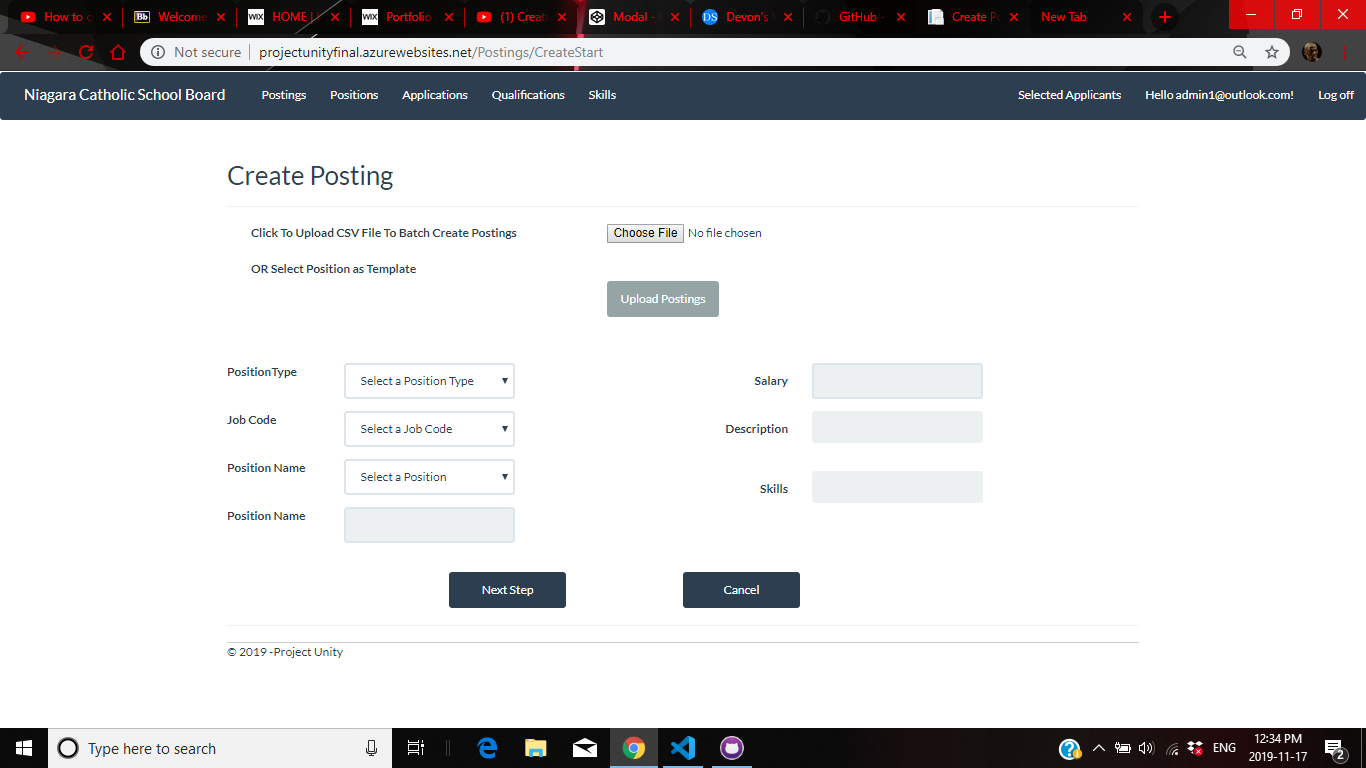 How to c
Welcome
HOME |
Portfolio
(1) Creat
Modal -
Devon's
GitHub -
Create Po
New Tab
Not secure projectunityfinal.azurewebsites.net/Postings/CreateStart
Niagara Catholic School Board Postings Positions Applications Qualifications Skills Selected Applicants Hello admin1@outlook.com! Log off
Create Posting
Click To Upload CSV File To Batch Create Postings Choose File No file chosen
OR Select Position as Template
Upload Postings
PositionType Select a Position Type Salary
Job Code Select a Job Code Description
Position Name Select a Position Skills
Position Name
Next Step Cancel
© 2019 -Project Unity
Type here to search ENG 12:34 PM
2019-11-17 2